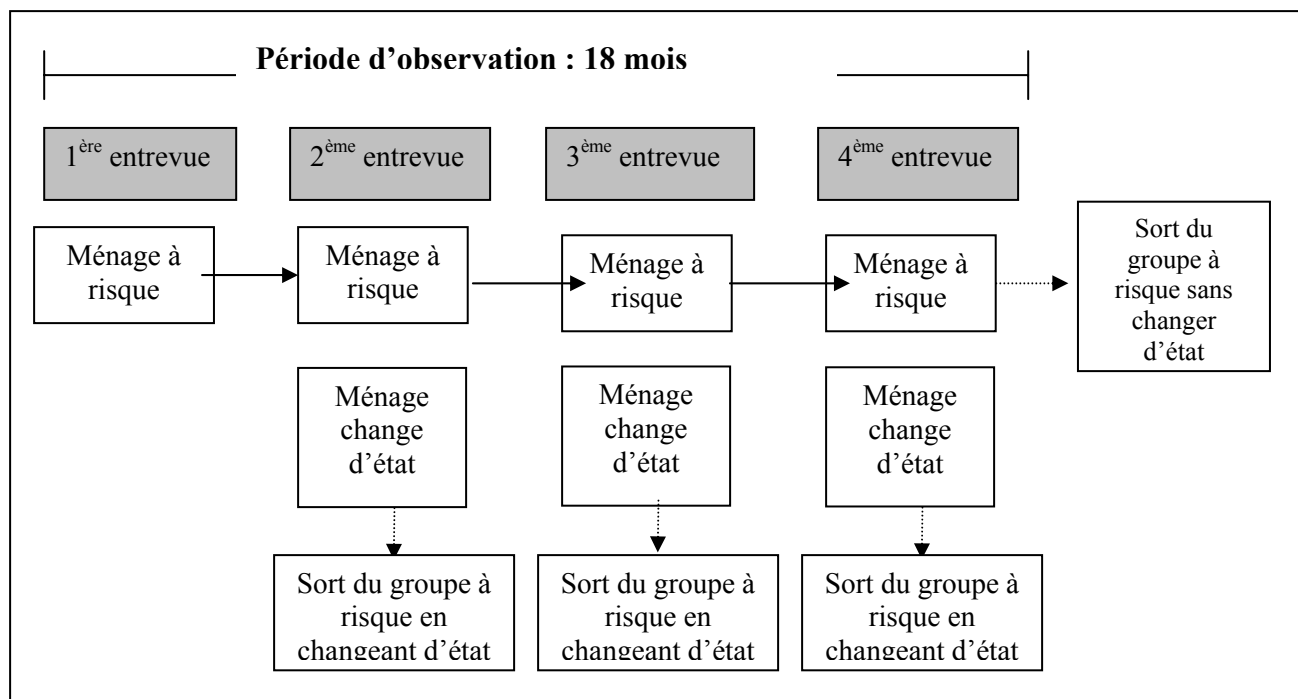 Période d’observation : 18 mois
1ère entrevue
2ème entrevue
3ème entrevue
4ème entrevue
Ménage à
risque
Ménage à
risque
Ménage à
risque
Ménage à
risque
Sort du
groupe à
risque sans
changer
d’état
Ménage
change
d’état
Ménage
change
d’état
Ménage
change
d’état
Sort du groupe à
risque en
changeant d’état
Sort du groupe à
risque en
changeant d’état
Sort du groupe à
risque en
changeant d’état